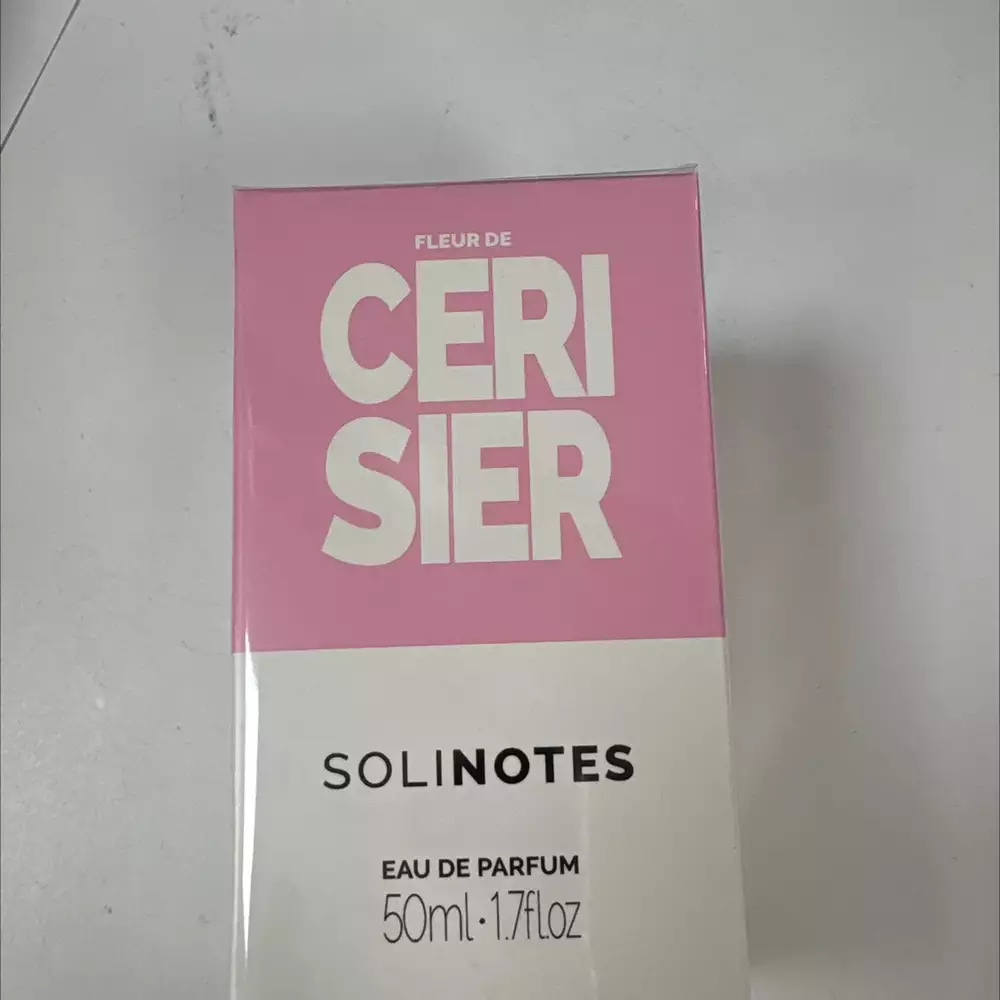 FLEUR DE
CERI
SIER
SOLINOTES
EAU DE PARFUM
50ml·1.7fl.oz